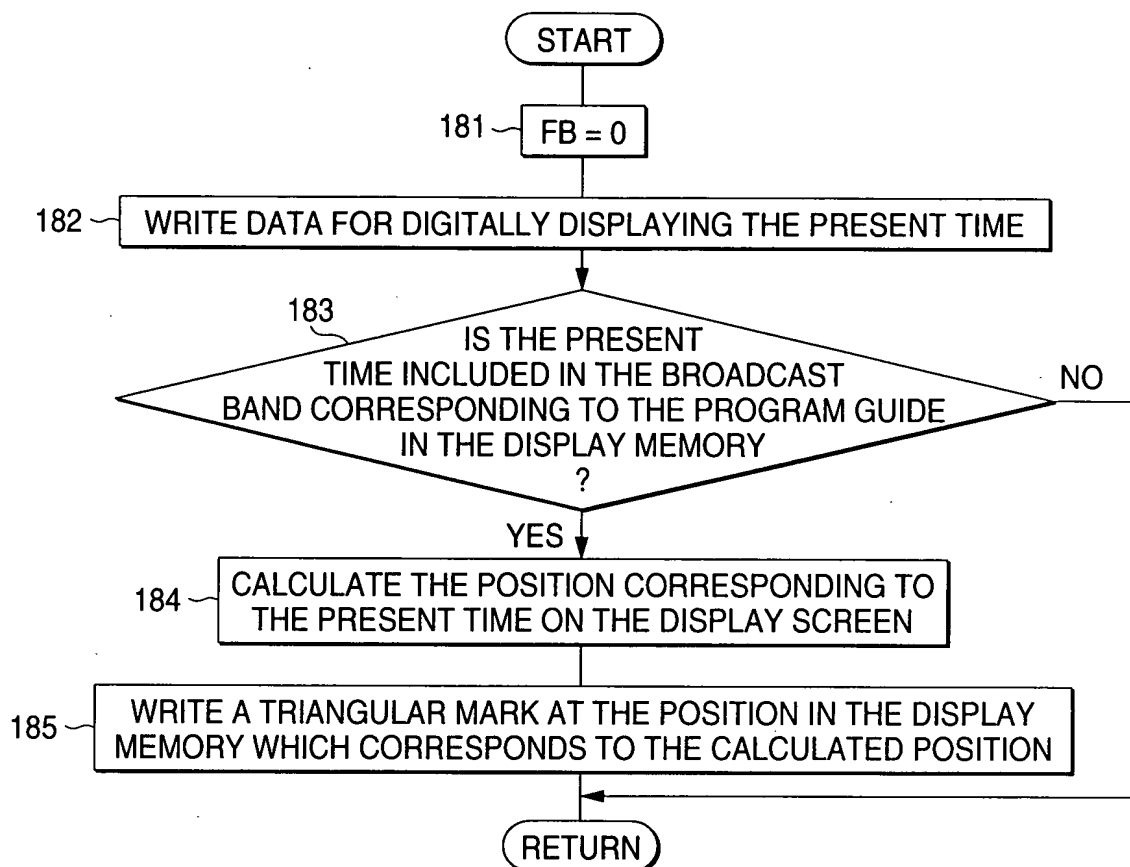 START
181
FB = 0
182
WRITE DATA FOR DIGITALLY DISPLAYING THE PRESENT TIME
183
IS THE PRESENT
TIME INCLUDED IN THE BROADCAST
BAND CORRESPONDING TO THE PROGRAM GUIDE
IN THE DISPLAY MEMORY
?
NO
YES
184
CALCULATE THE POSITION CORRESPONDING TO
THE PRESENT TIME ON THE DISPLAY SCREEN
185
WRITE A TRIANGULAR MARK AT THE POSITION IN THE DISPLAY
MEMORY WHICH CORRESPONDS TO THE CALCULATED POSITION
RETURN